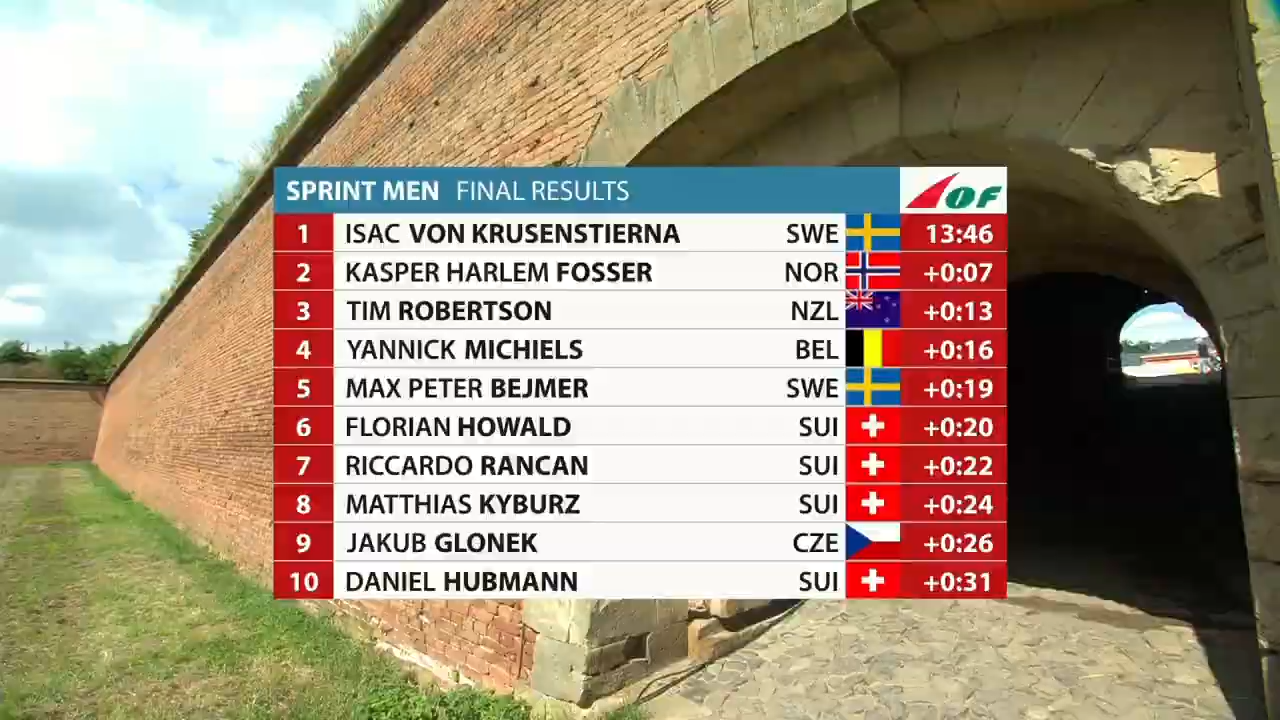 SPRINT MEN FINAL RESULTS IOF
1 ISAC VON KRUSENSTIERNA SWE 13:46
2 KASPER HARLEM FOSSER NOR +0:07
3 TIM ROBERTSON NZL +0:13
4 YANNICK MICHIELS BEL +0:16
5 MAX PETER BEJMER SWE +0:19
6 FLORIAN HOWALD SUI +0:20
7 RICCARDO RANCAN SUI +0:22
8 MATTHIAS KYBURZ SUI +0:24
9 JAKUB GLONEK CZE +0:26
10 DANIEL HUBMANN SUI +0:31